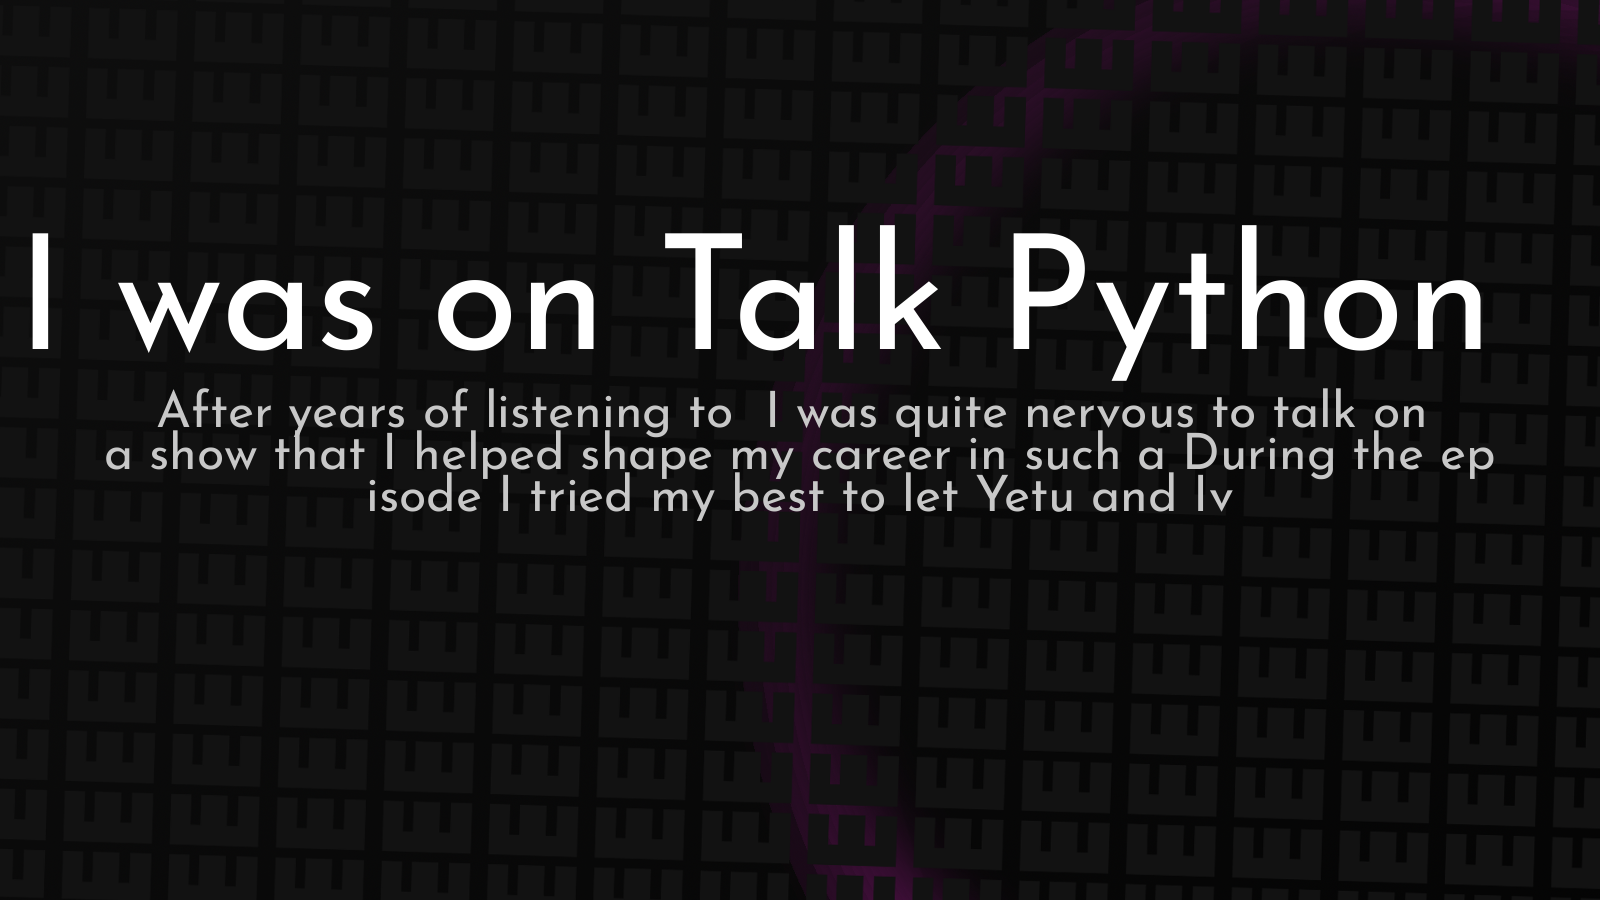 I was on Talk Python
After years of listening to  I was quite nervous to talk on
a show that I helped shape my career in such a During the ep
isode I tried my best to let Yetu and Iv